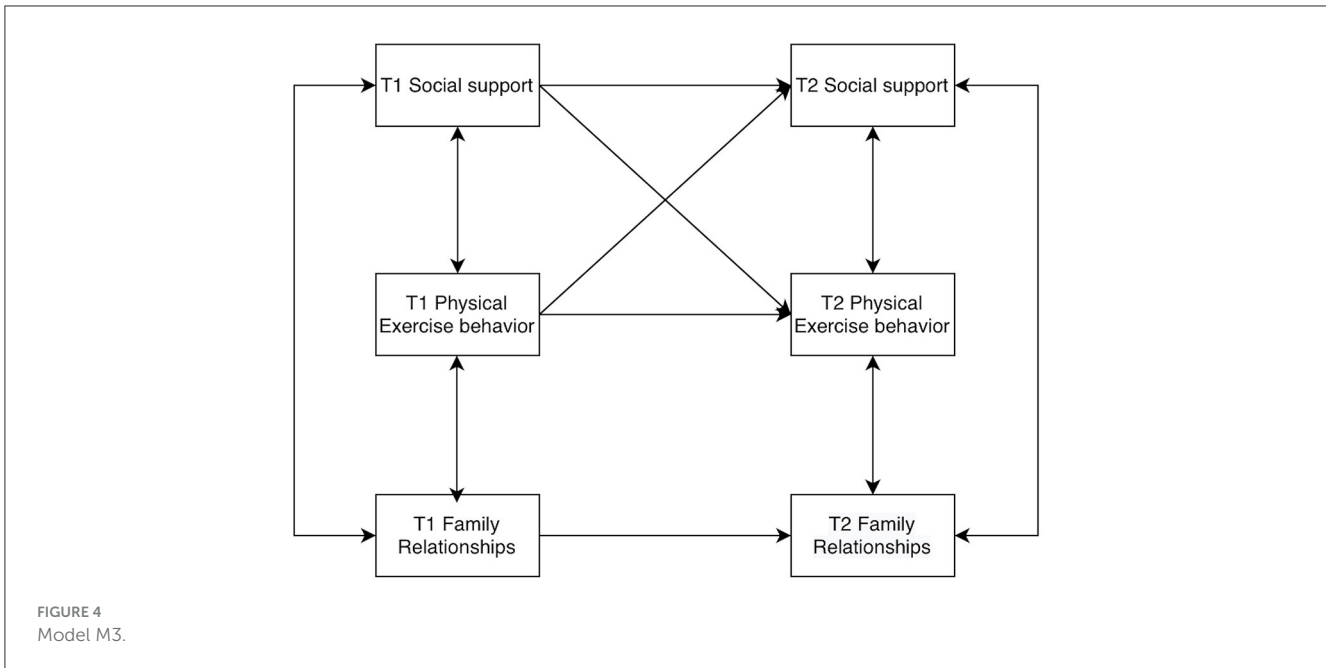 T1 Social support
T2 Social support
T1 Physical
Exercise behavior
T2 Physical
Exercise behavior
T1 Family
Relationships
T2 Family
Relationships
FIGURE 4
Model M3.